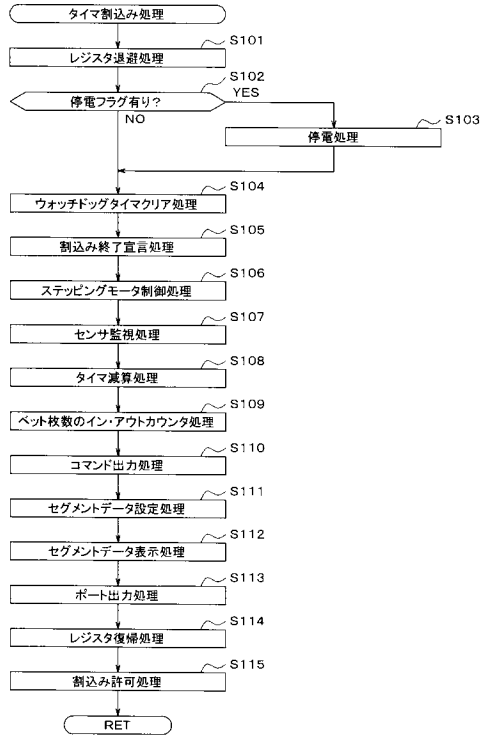 タイマ割込み処理
S101
レジスタ退避処理
S102
停電フラグ有り?
YES
NO
S103
停電処理
S104
ウォッチドッグタイマクリア処理
S105
割込み終了宣言処理
S106
ステッピングモータ制御処理
S107
センサ監視処理
S108
タイマ減算処理
S109
ベット枚数のイン・アウトカウンタ処理
S110
コマンド出力処理
S111
セグメントデータ設定処理
S112
セグメントデータ表示処理
S113
ポート出力処理
S114
レジスタ復帰処理
S115
割込み許可処理
RET